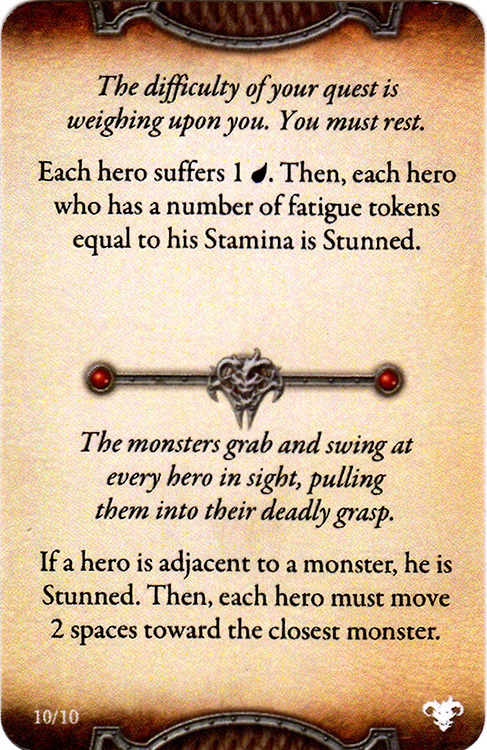 The difficulty of your quest is
weighing upon you. You must rest.
Each hero suffers 1 . Then, each hero
who has a number of fatigue tokens
equal to his Stamina is Stunned.
The monsters grab and swing at
every hero in sight, pulling
them into their deadly grasp.
If a hero is adjacent to a monster, he is
Stunned. Then, each hero must move
2 spaces toward the closest monster.
10/10